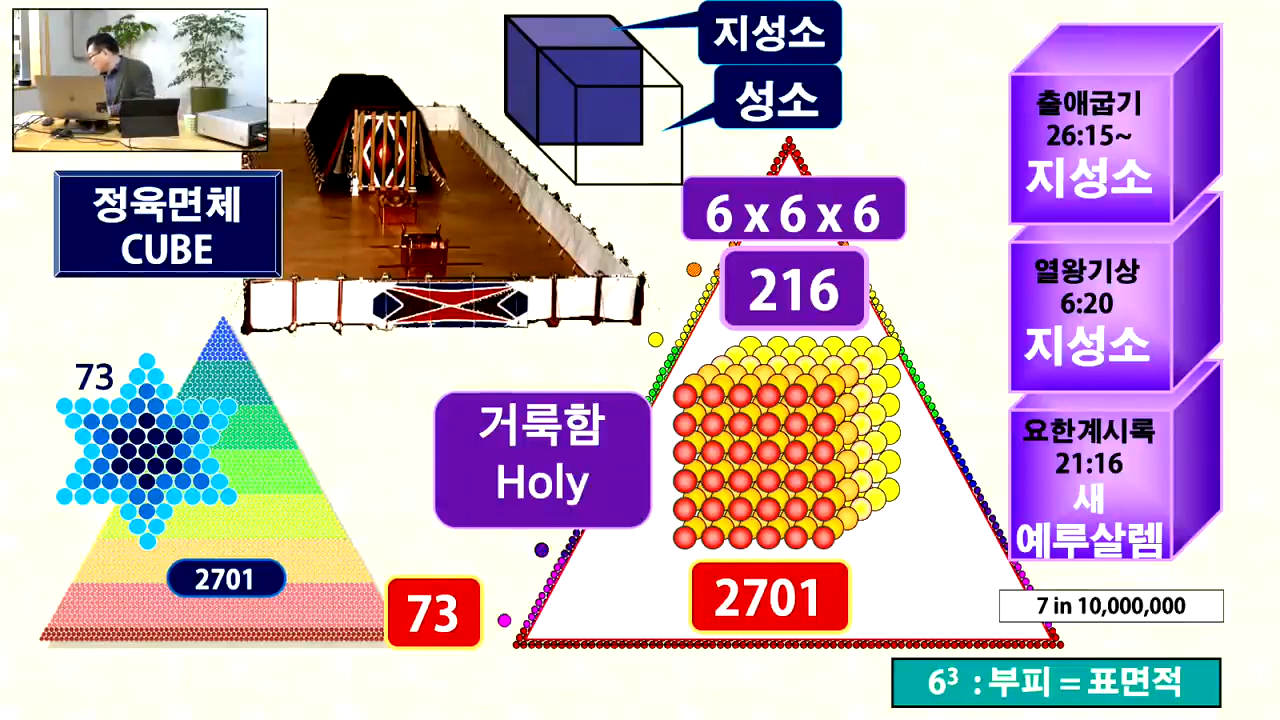 지성소
성소
정육면체
CUBE
6 x 6 x 6
216
73
2701
73
거룩함
Holy
2701
출애굽기
26:15~
지성소
열왕기상
6:20
지성소
요한계시록
21:16
새
예루살렘
7 in 10,000,000
6³ : 부피 = 표면적